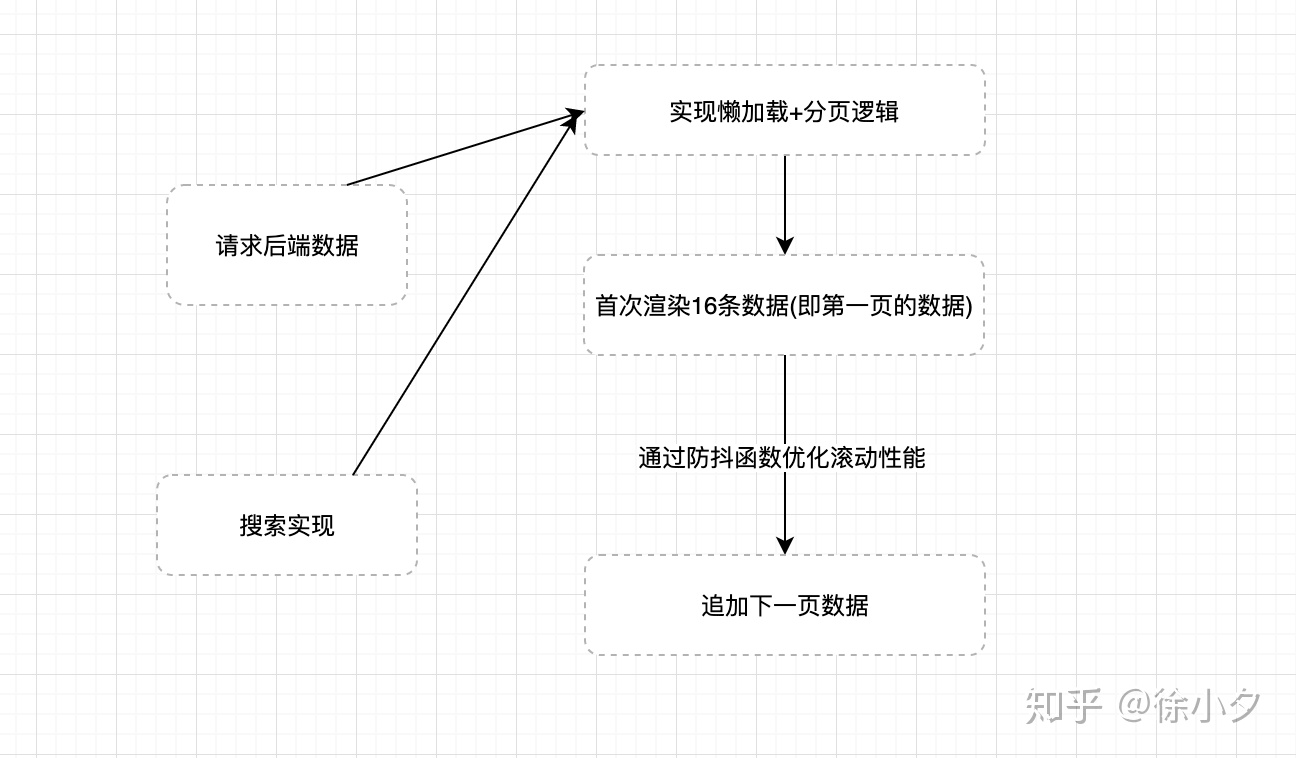 实现懒加载+分页逻辑
请求后端数据
首次渲染16条数据(即第一页的数据)
通过防抖函数优化滚动性能
搜索实现
追加下一页数据
知乎 @徐小夕